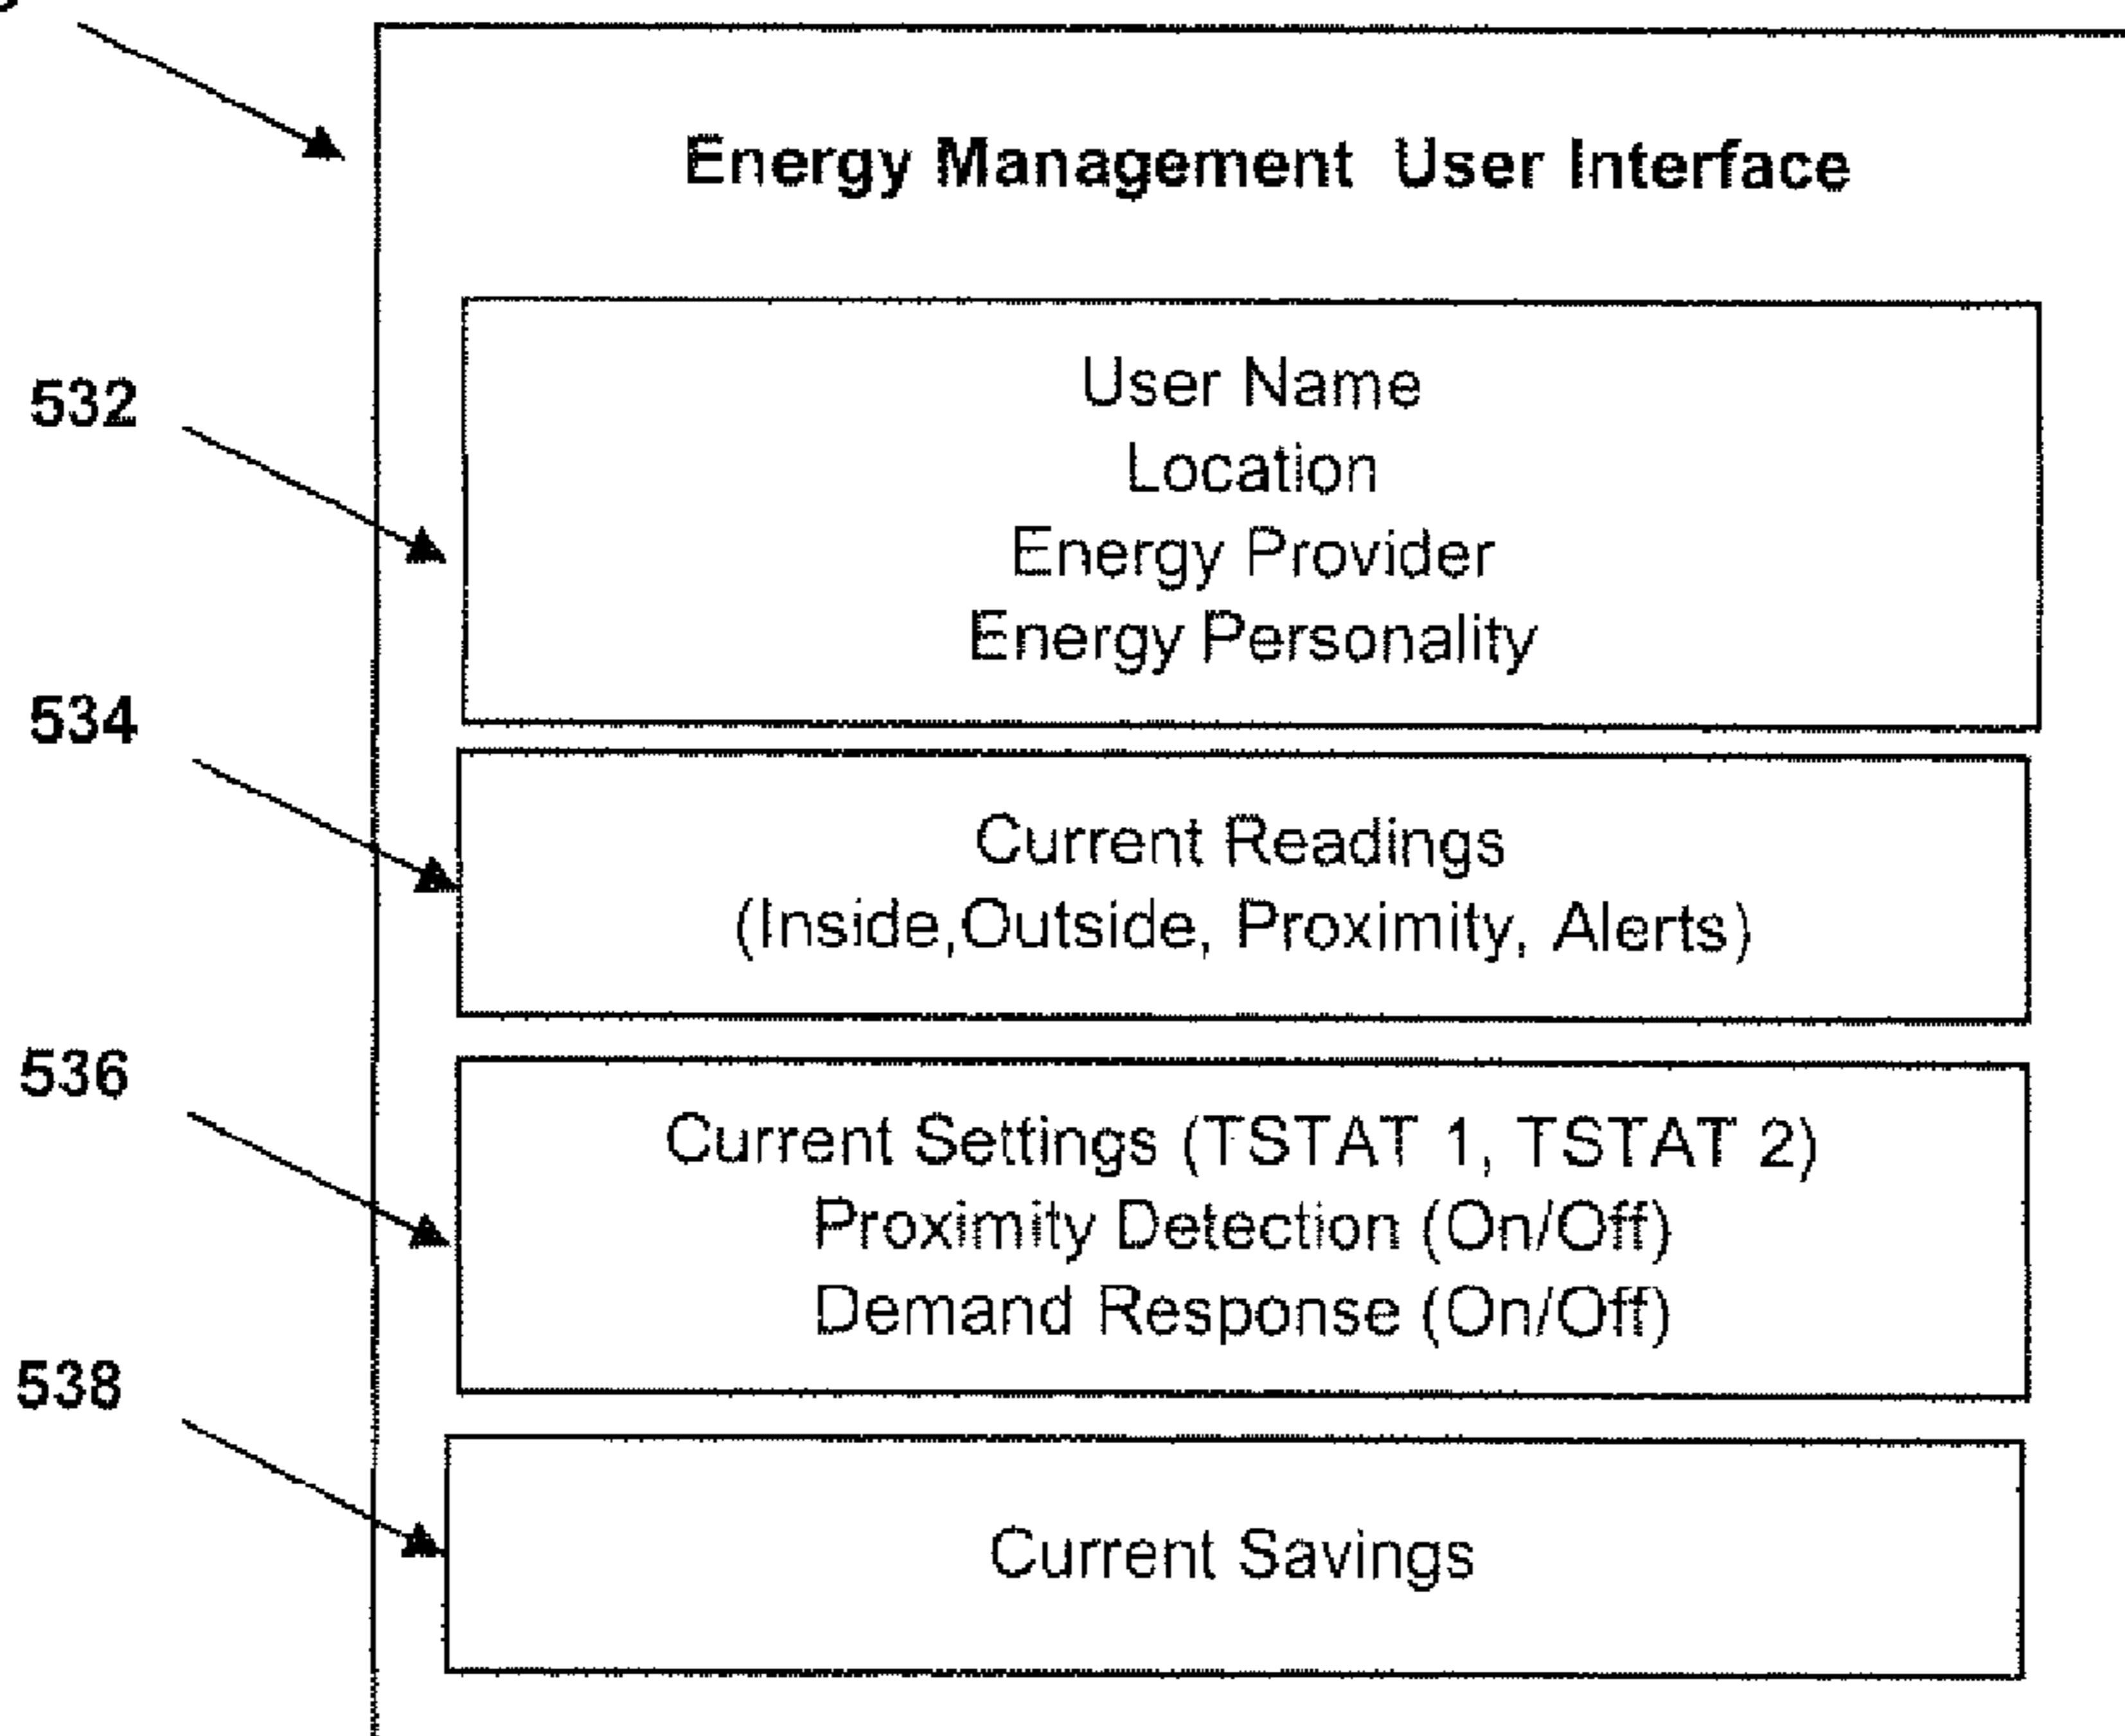 Energy Management User Interface
532
User Name
Location
Energy Provider
Energy Personality
534
Current Readings
(Inside,Outside, Proximity, Alerts)
536
Current Settings (TSTAT 1, TSTAT 2)
Proximity Detection (On/Off)
Demand Response (On/Off)
538
Current Savings